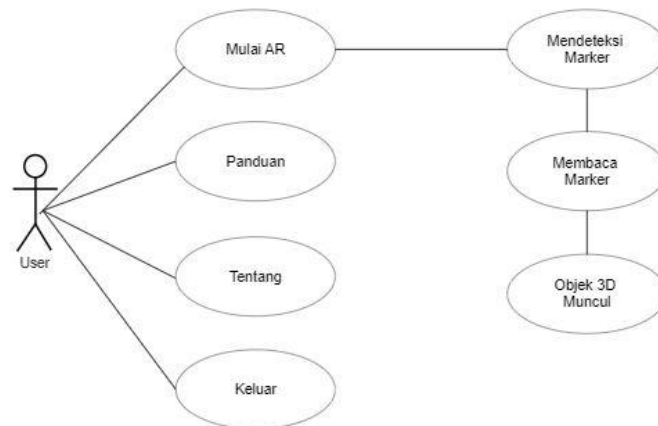 Mulai AR
Mendeteksi
Marker
Panduan
Membaca
Marker
User
Tentang
Objek 3D
Muncul
Keluar